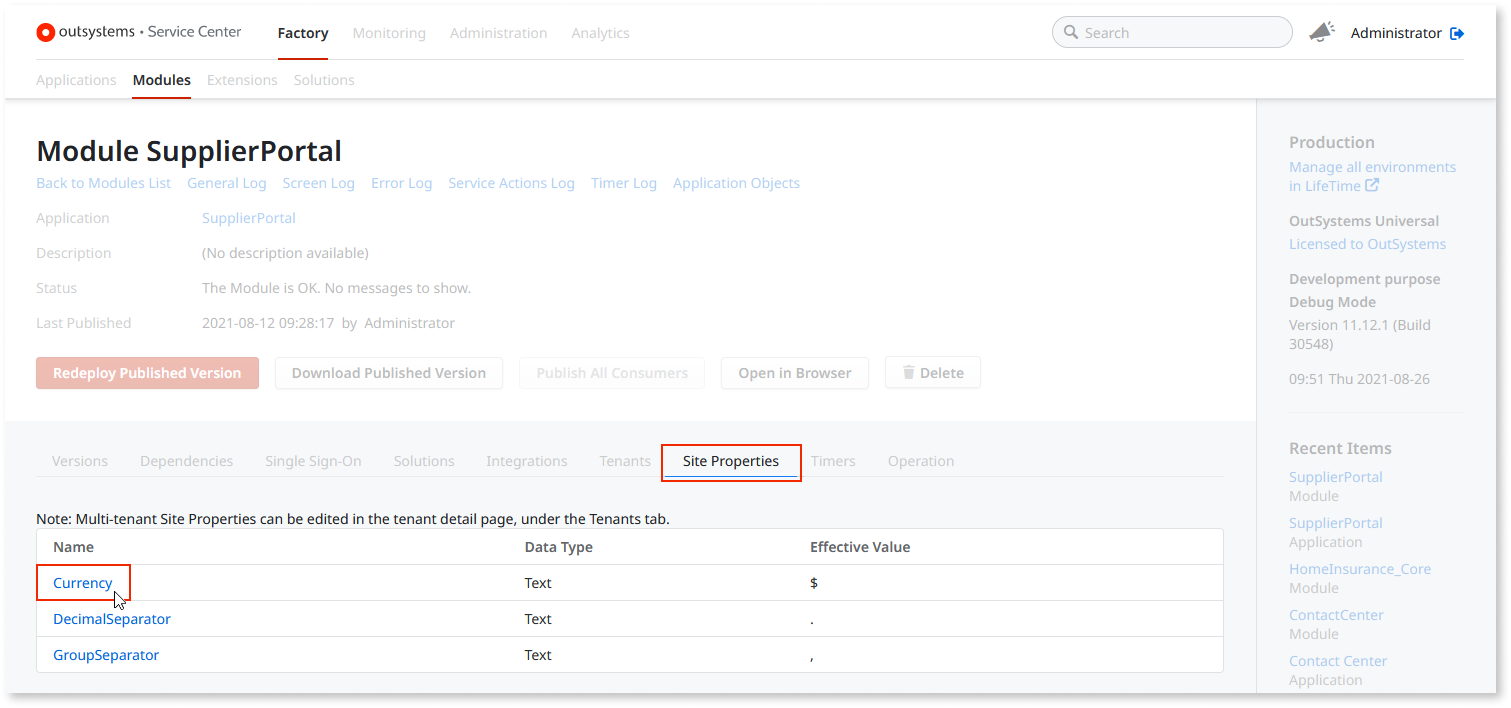 outsystems • Service Center Factory Monitoring Administration Analytics Search Administrator
Applications Modules Extensions Solutions
Module SupplierPortal
Back to Modules List General Log Screen Log Error Log Service Actions Log Timer Log Application Objects
Application SupplierPortal
Description (No description available)
Status The Module is OK. No messages to show.
Last Published 2021-08-12 09:28:17 by Administrator
Redeploy Published Version Download Published Version Publish All Consumers Open in Browser Delete
Versions Dependencies Single Sign-On Solutions Integrations Tenants Site Properties Timers Operation
Note: Multi-tenant Site Properties can be edited in the tenant detail page, under the Tenants tab.
Name Data Type Effective Value
Currency Text $
DecimalSeparator Text .
GroupSeparator Text ,
Production
Manage all environments
in LifeTime
OutSystems Universal
Licensed to OutSystems
Development purpose
Debug Mode
Version 11.12.1 (Build
30548)
09:51 Thu 2021-08-26
Recent Items
SupplierPortal
Module
SupplierPortal
Application
HomeInsurance_Core
Module
ContactCenter
Module
Contact Center
Application